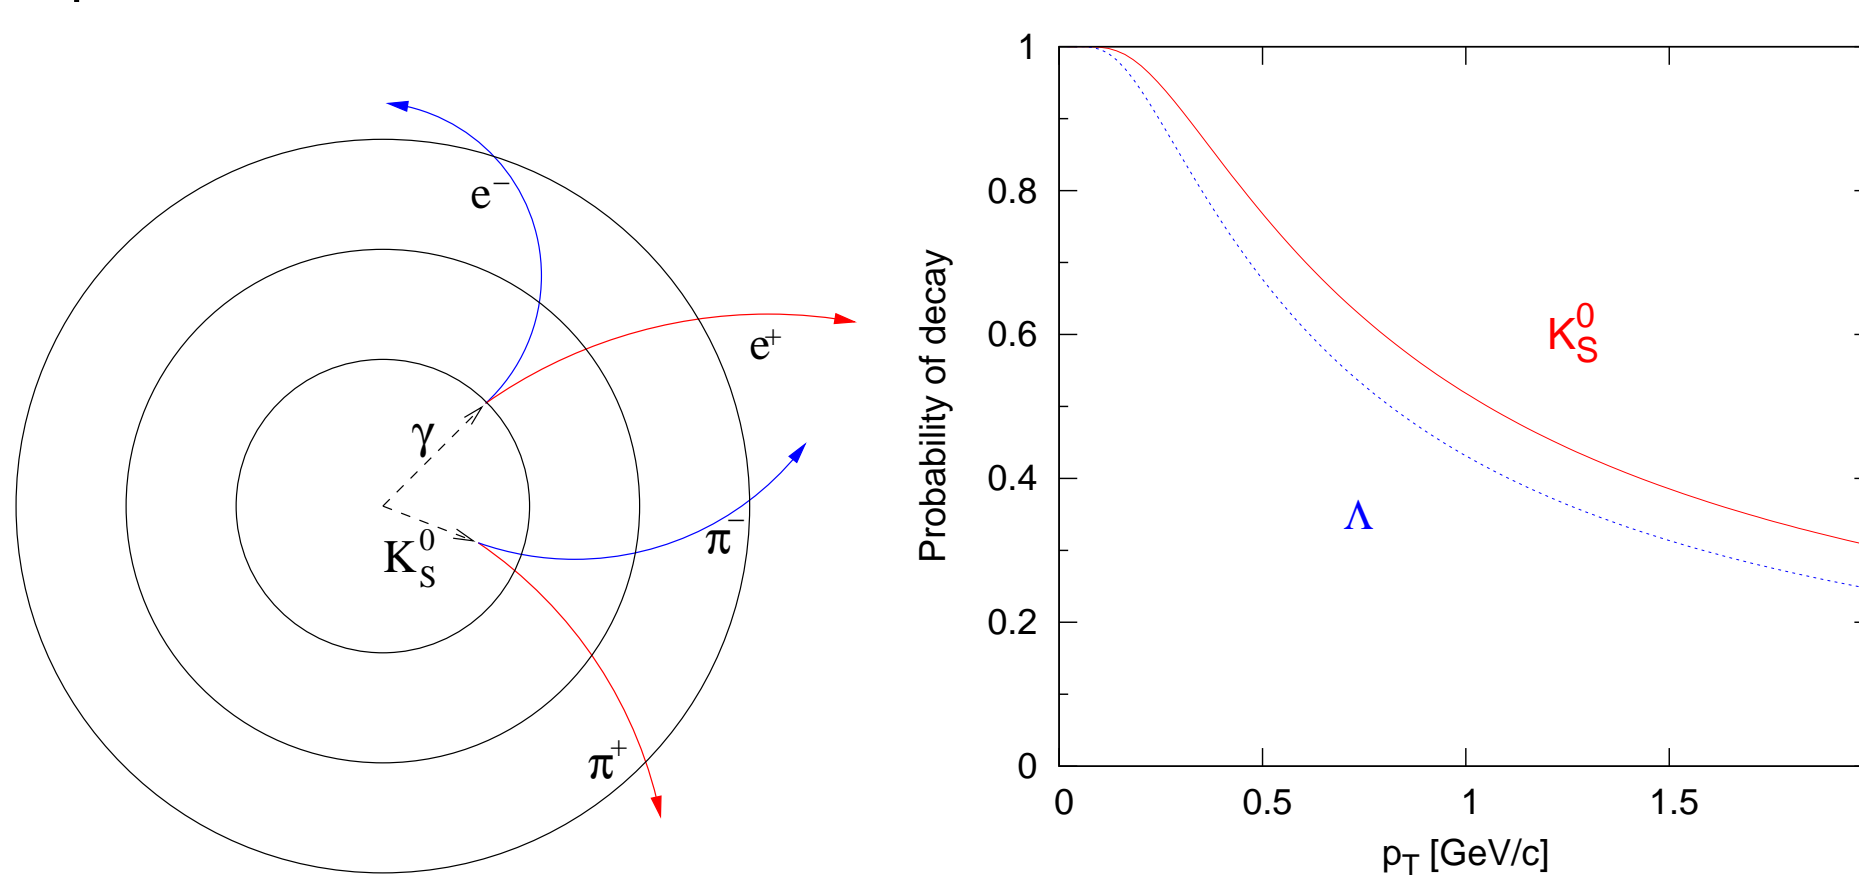 e⁻
e⁺
γ
K⁰S
π⁻
π⁺
1
0.8
0.6
0.4
0.2
0
Probability of decay
K⁰S
Λ
0 0.5 1 1.5
pT [GeV/c]